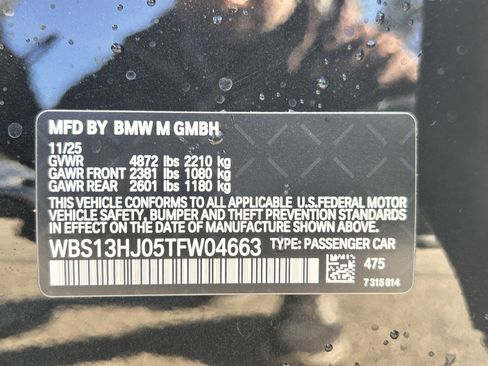 MFD BY BMW M GMBH
11/25
GVWR 4872 lbs 2210 kg
GAWR FRONT 2381 lbs 1080 kg
GAWR REAR 2601 lbs 1180 kg
THIS VEHICLE CONFORMS TO ALL APPLICABLE U.S.FEDERAL MOTOR
VEHICLE SAFETY, BUMPER AND THEFT PREVENTION STANDARDS
IN EFFECT ON THE DATE OF MANUFACTURE SHOWN ABOVE.
WBS13HJ05TFW04663 TYPE: PASSENGER CAR
475
7315814